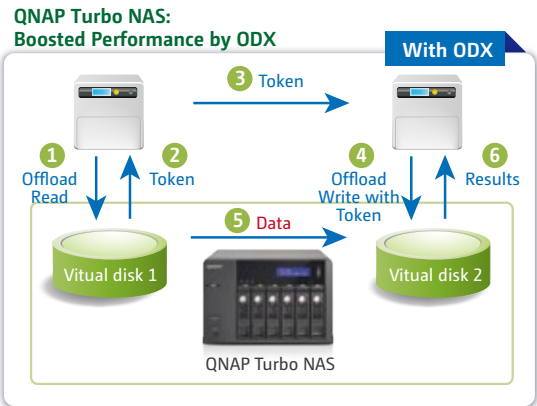 QNAP Turbo NAS:
Boosted Performance by ODX
With ODX
3 Token
1
Offload
Read
2
Token
4
Offload
Write with
Token
6
Results
5 Data
Vitual disk 1
Vitual disk 2
QNAP Turbo NAS